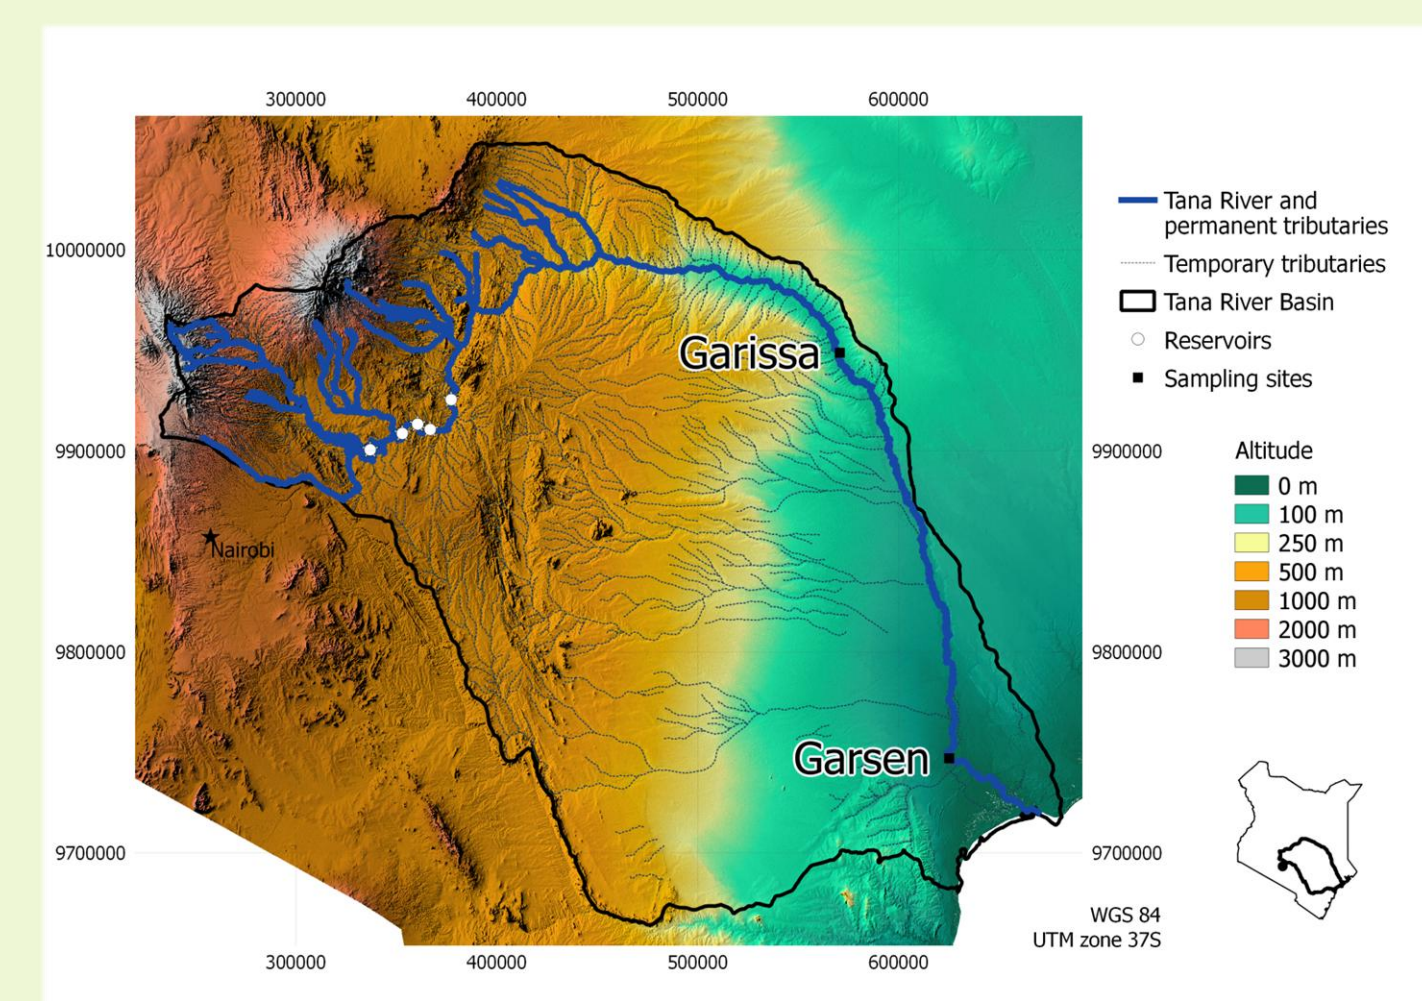 300000 400000 500000 600000
10000000
9900000
9800000
9700000
Garissa
Nairobi
Garsen
300000 400000 500000 600000
Tana River and
permanent tributaries
Temporary tributaries
Tana River Basin
Reservoirs
Sampling sites
9900000
Altitude
0 m
100 m
250 m
500 m
1000 m
2000 m
3000 m
9800000
9700000
WGS 84
UTM zone 37S